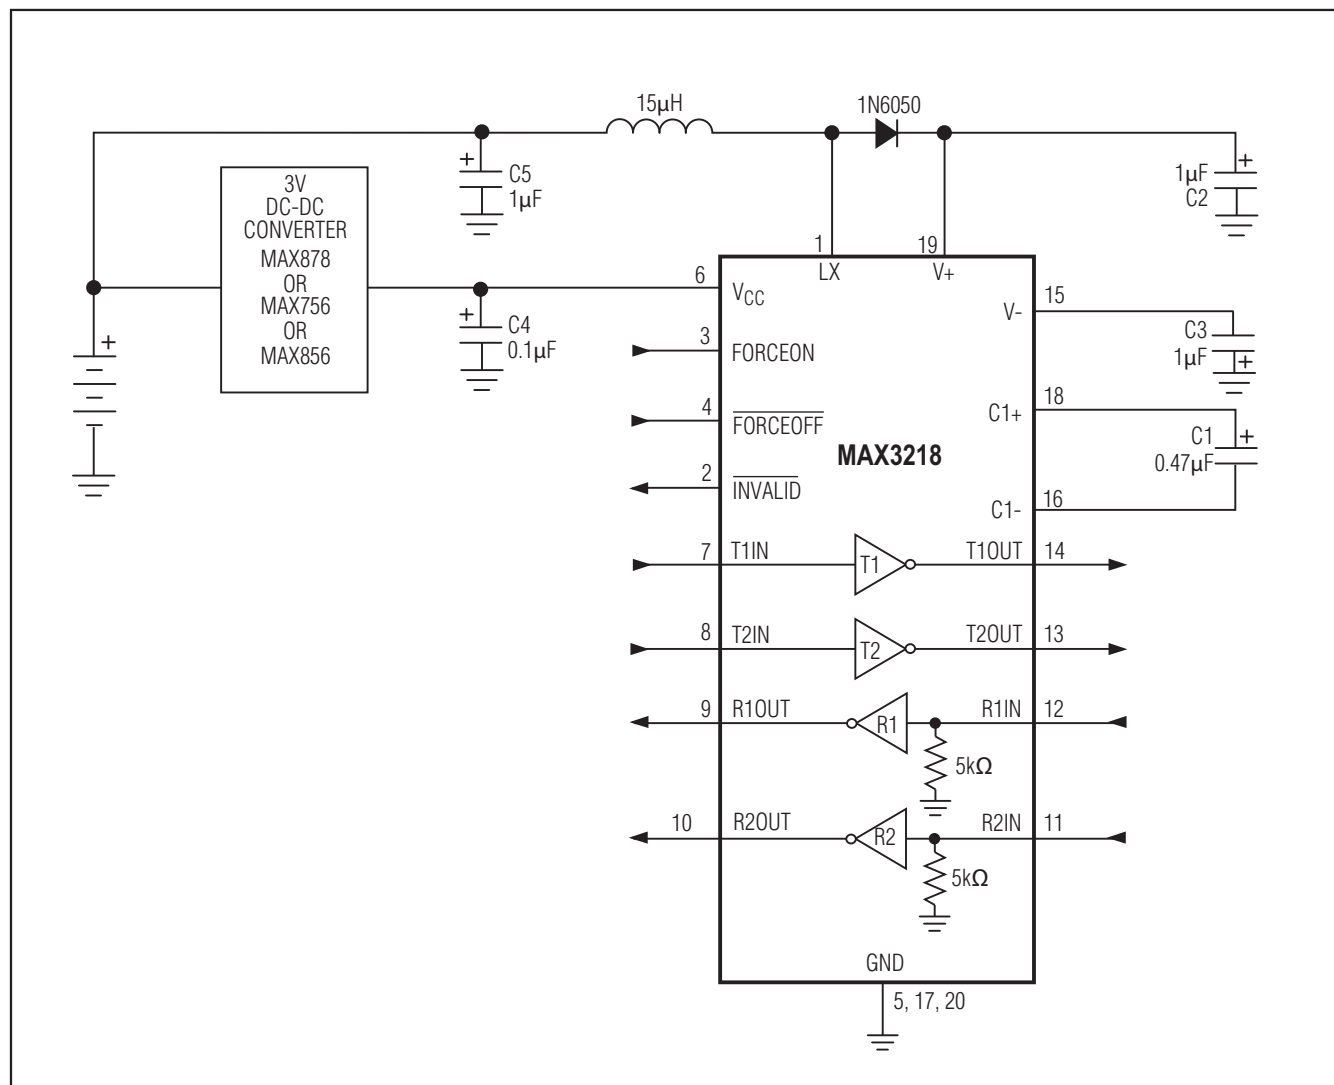 15μH
1N6050
+
C5
1μF
1μF
+
C2
3V
DC-DC
CONVERTER
MAX878
OR
MAX756
OR
MAX856
1
LX
19
V+
6
VCC
15
V-
+
+
C4
0.1μF
C3
1μF
+
3
FORCEON
18
C1+
4
FORCEOFF
MAX3218
C1
+
0.47μF
2
INVALID
16
C1-
7
T1IN
T1
T1OUT
14
8
T2IN
T2
T2OUT
13
9
R1OUT
R1
R1IN
12
5kΩ
10
R2OUT
R2
R2IN
11
5kΩ
GND
5, 17, 20